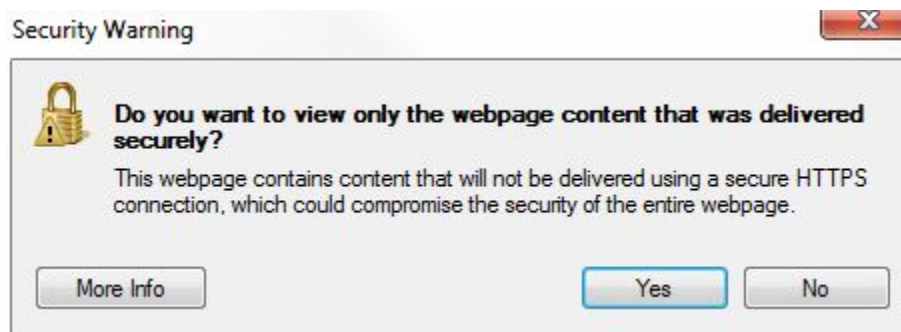 Security Warning
Do you want to view only the webpage content that was delivered
securely?
This webpage contains content that will not be delivered using a secure HTTPS
connection, which could compromise the security of the entire webpage.
More Info Yes No